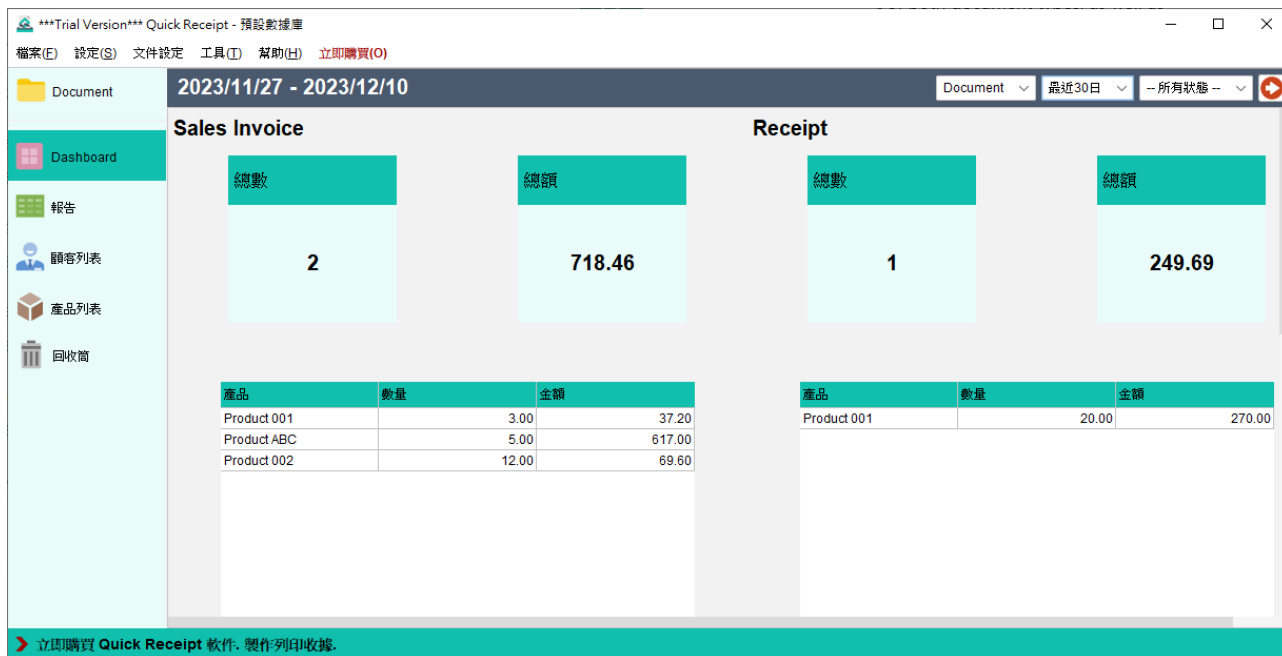 ***Trial Version*** Quick Receipt - 預設數據庫
檔案(F) 設定(S) 文件設定 工具(T) 幫助(H) 立即購買(O)
Document
2023/11/27 - 2023/12/10
Document 最近30日 -- 所有狀態 --
Dashboard
報告
顧客列表
產品列表
回收筒
Sales Invoice
總數 總額
2 718.46
產品 數量 金額
Product 001 3.00 37.20
Product ABC 5.00 617.00
Product 002 12.00 69.60
Receipt
總數 總額
1 249.69
產品 數量 金額
Product 001 20.00 270.00
立即購買 Quick Receipt 軟件. 製作列印收據.